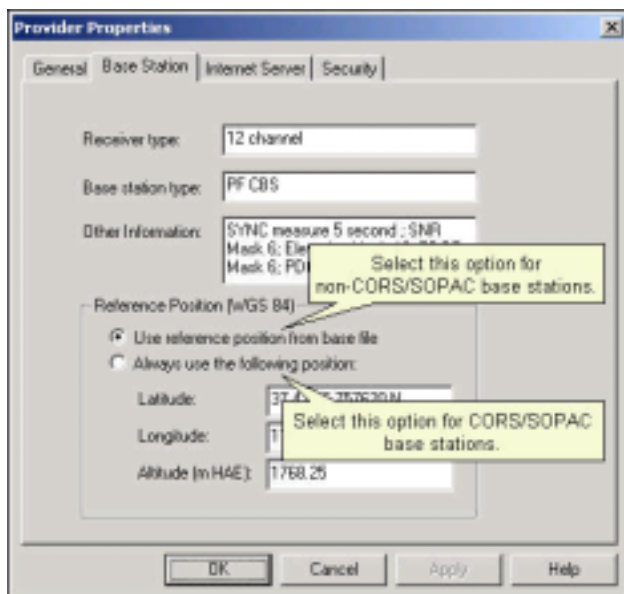 Provider Properties
General Base Station Internet Server Security
Receiver type: 12 channel
Base station type: PF CBS
Other Information: SYNC measure 5 second ; SNR
Mask 6;
Mask 6;
Select this option for
non-CORS/SOPAC base stations.
Reference Position (WGS 84)
Use reference position from base file
Always use the following position:
Latitude:
Select this option for CORS/SOPAC
base stations.
Longitude:
Altitude (m HAE): 1768.25
OK Cancel Apply Help